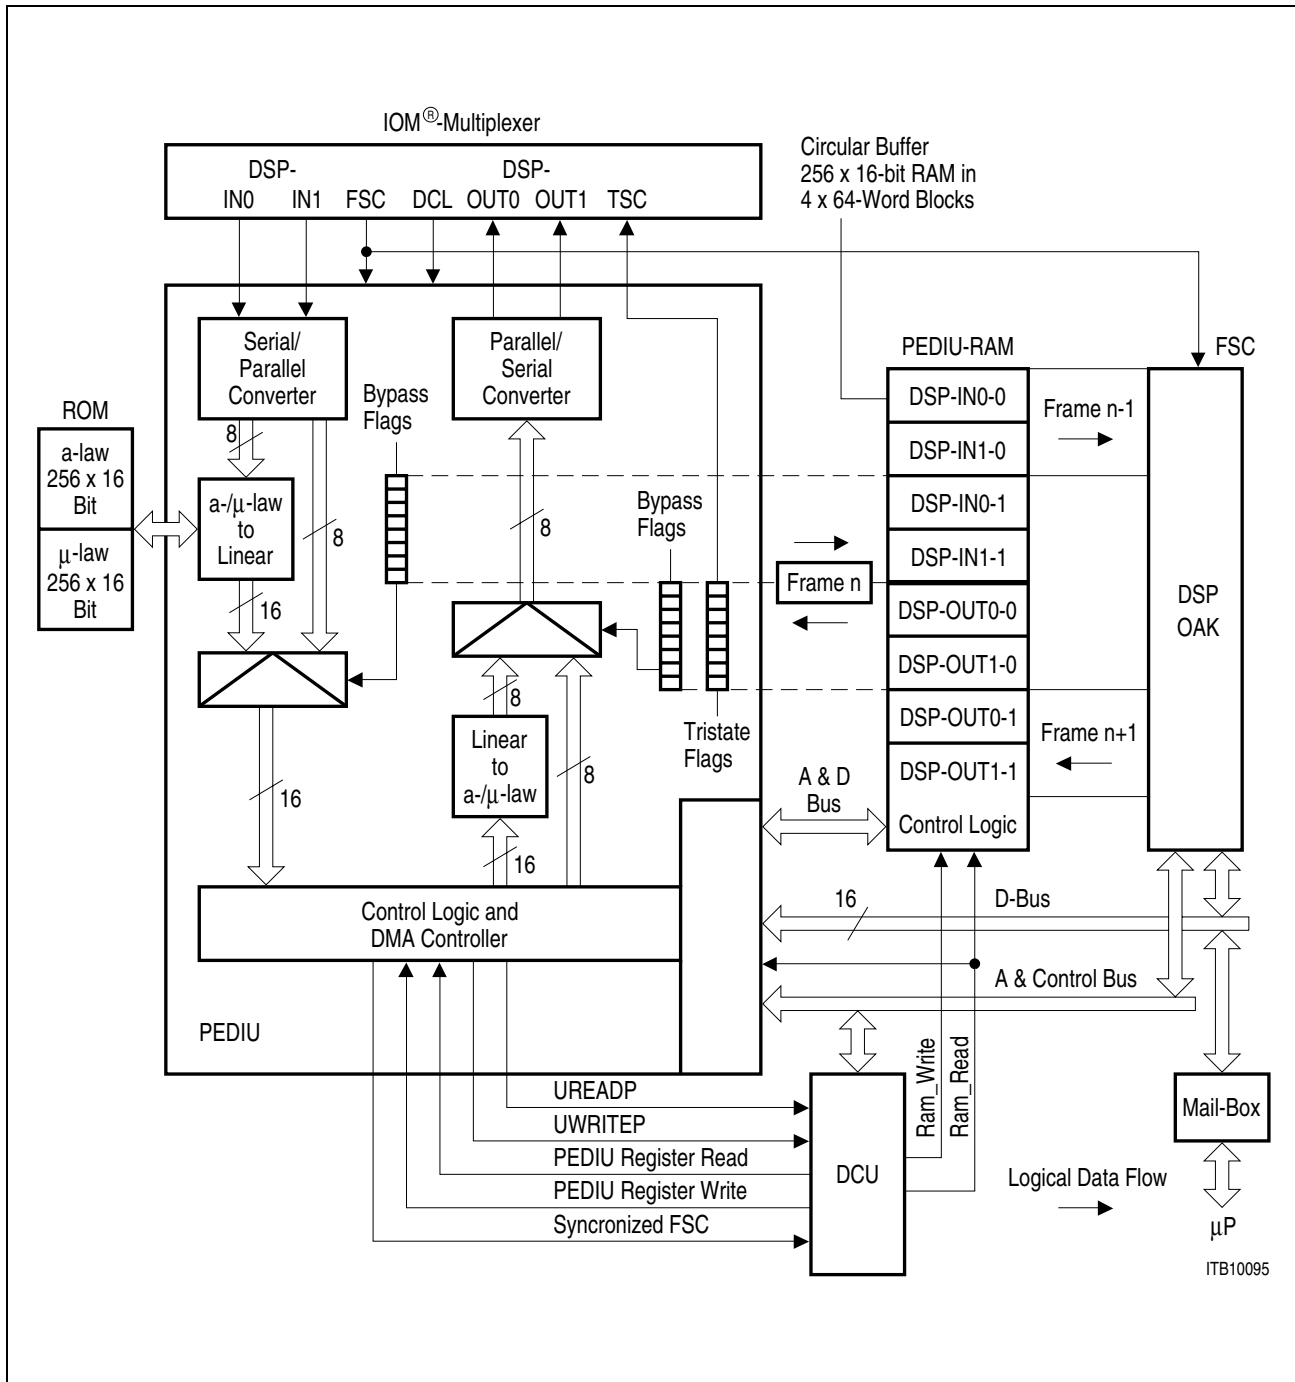 IOM®-Multiplexer
DSP-
DSP-
IN0 IN1 FSC DCL OUT0 OUT1 TSC
Circular Buffer
256 x 16-bit RAM in
4 x 64-Word Blocks
Serial/
Parallel
Converter
Parallel/
Serial
Converter
Bypass
Flags
PEDIU-RAM
FSC
ROM
a-law
256 x 16
Bit
μ-law
256 x 16
Bit
8
a-/μ-law
to
Linear
8
16
8
Bypass
Flags
DSP-IN0-0
DSP-IN1-0
DSP-IN0-1
DSP-IN1-1
DSP-OUT0-0
DSP-OUT1-0
DSP-OUT0-1
DSP-OUT1-1
Control Logic
Frame n-1
Frame n
Frame n+1
DSP
OAK
8
Linear
to
a-/μ-law
8
Tristate
Flags
16
16
A & D
Bus
Control Logic and
DMA Controller
16
D-Bus
A & Control Bus
PEDIU
Ram_Write
Ram_Read
UREADP
UWRITEP
PEDIU Register Read
PEDIU Register Write
Syncronized FSC
DCU
Mail-Box
Logical Data Flow
μP
ITB10095